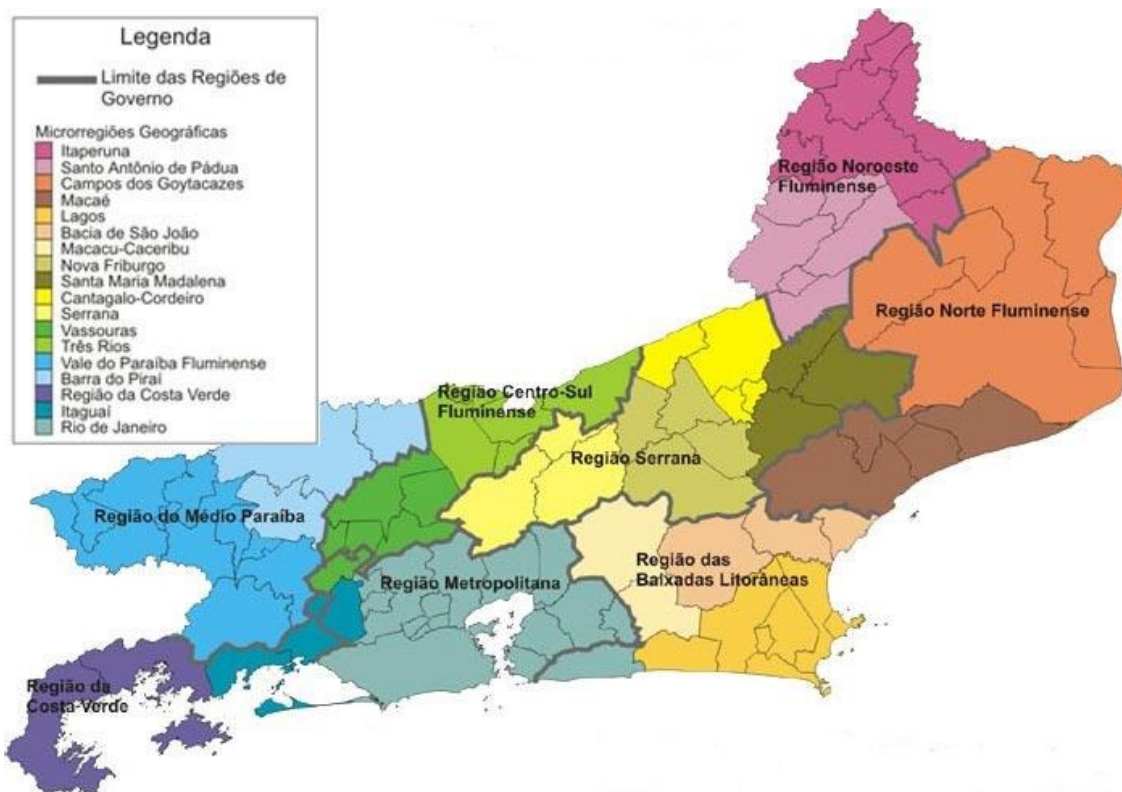 Legenda
Limite das Regiões de
Governo
Microrregiões Geográficas
Itaperuna
Santo Antônio de Pádua
Campos dos Goytacazes
Macaé
Lagos
Bacia de São João
Macacu-Caceribu
Nova Friburgo
Santa Maria Madalena
Cantagalo-Cordeiro
Serrana
Vassouras
Três Rios
Vale do Paraíba Fluminense
Barra do Piraí
Região da Costa Verde
Itaguaí
Rio de Janeiro
Região Noroeste
Fluminense
Região Norte Fluminense
Região Centro-Sul
Fluminense
Região Serrana
Região do Médio Paraíba
Região das
Baixadas Litorâneas
Região Metropolitana
Região da
Costa-Verde